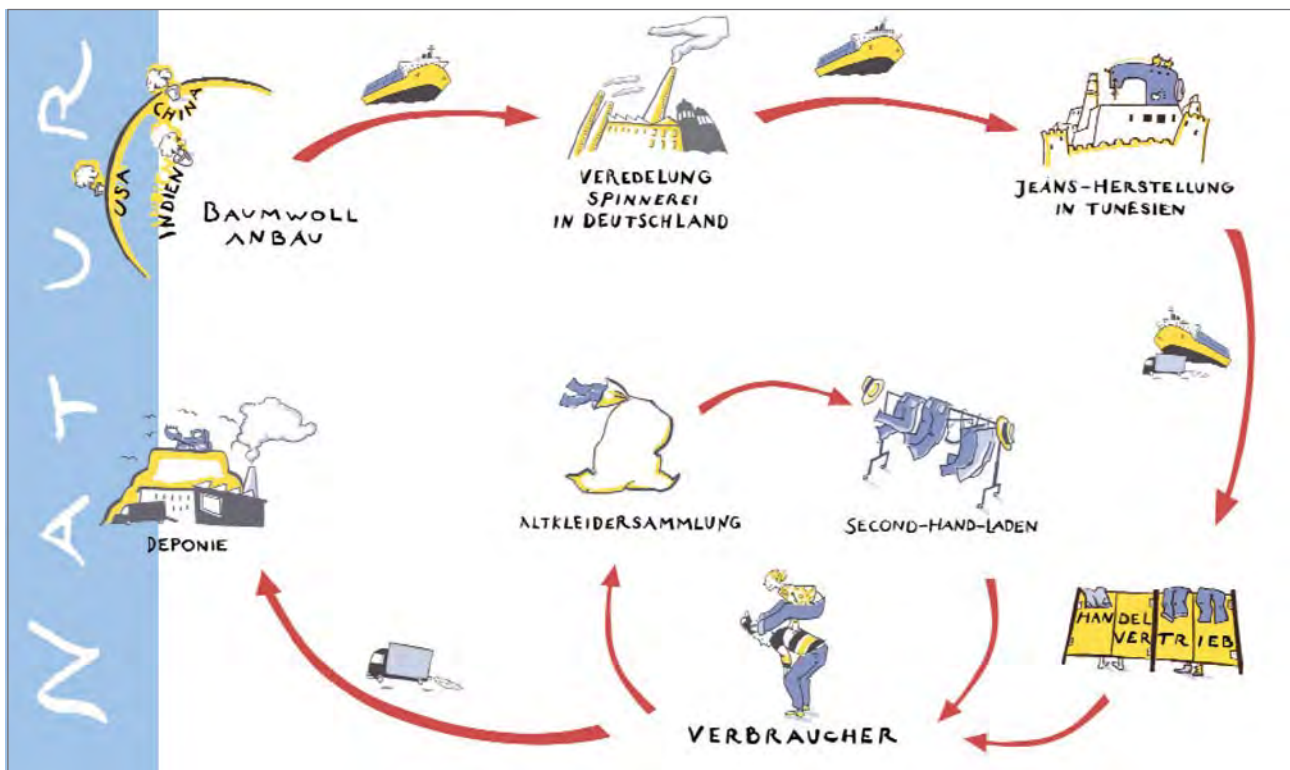 NATUR
CHINA
USA
INDIEN
BAUMWOLL
ANBAU
VEREDELUNG
SPINNEREI
IN DEUTSCHLAND
JEANS-HERSTELLUNG
IN TUNESIEN
DEPONIE
ALTKLEIDERSAMMLUNG
SECOND-HAND-LADEN
HANDEL
VERTRIEB
VERBRAUCHER